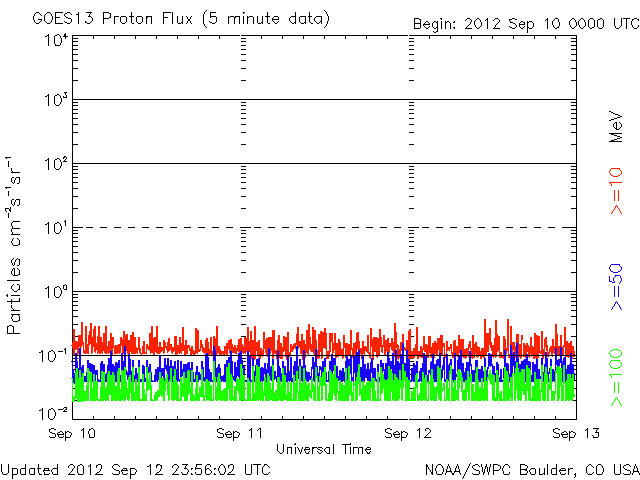 GOES13 Proton Flux (5 minute data)
Begin: 2012 Sep 10 0000 UTC
Particles cm⁻²s⁻¹sr⁻¹
10⁴
10³
10²
10¹
10⁰
10⁻¹
10⁻²
Sep 10
Sep 11
Sep 12
Sep 13
Universal Time
MeV
>=10
>=50
>=100
Updated 2012 Sep 12 23:56:02 UTC
NOAA/SWPC Boulder, CO USA